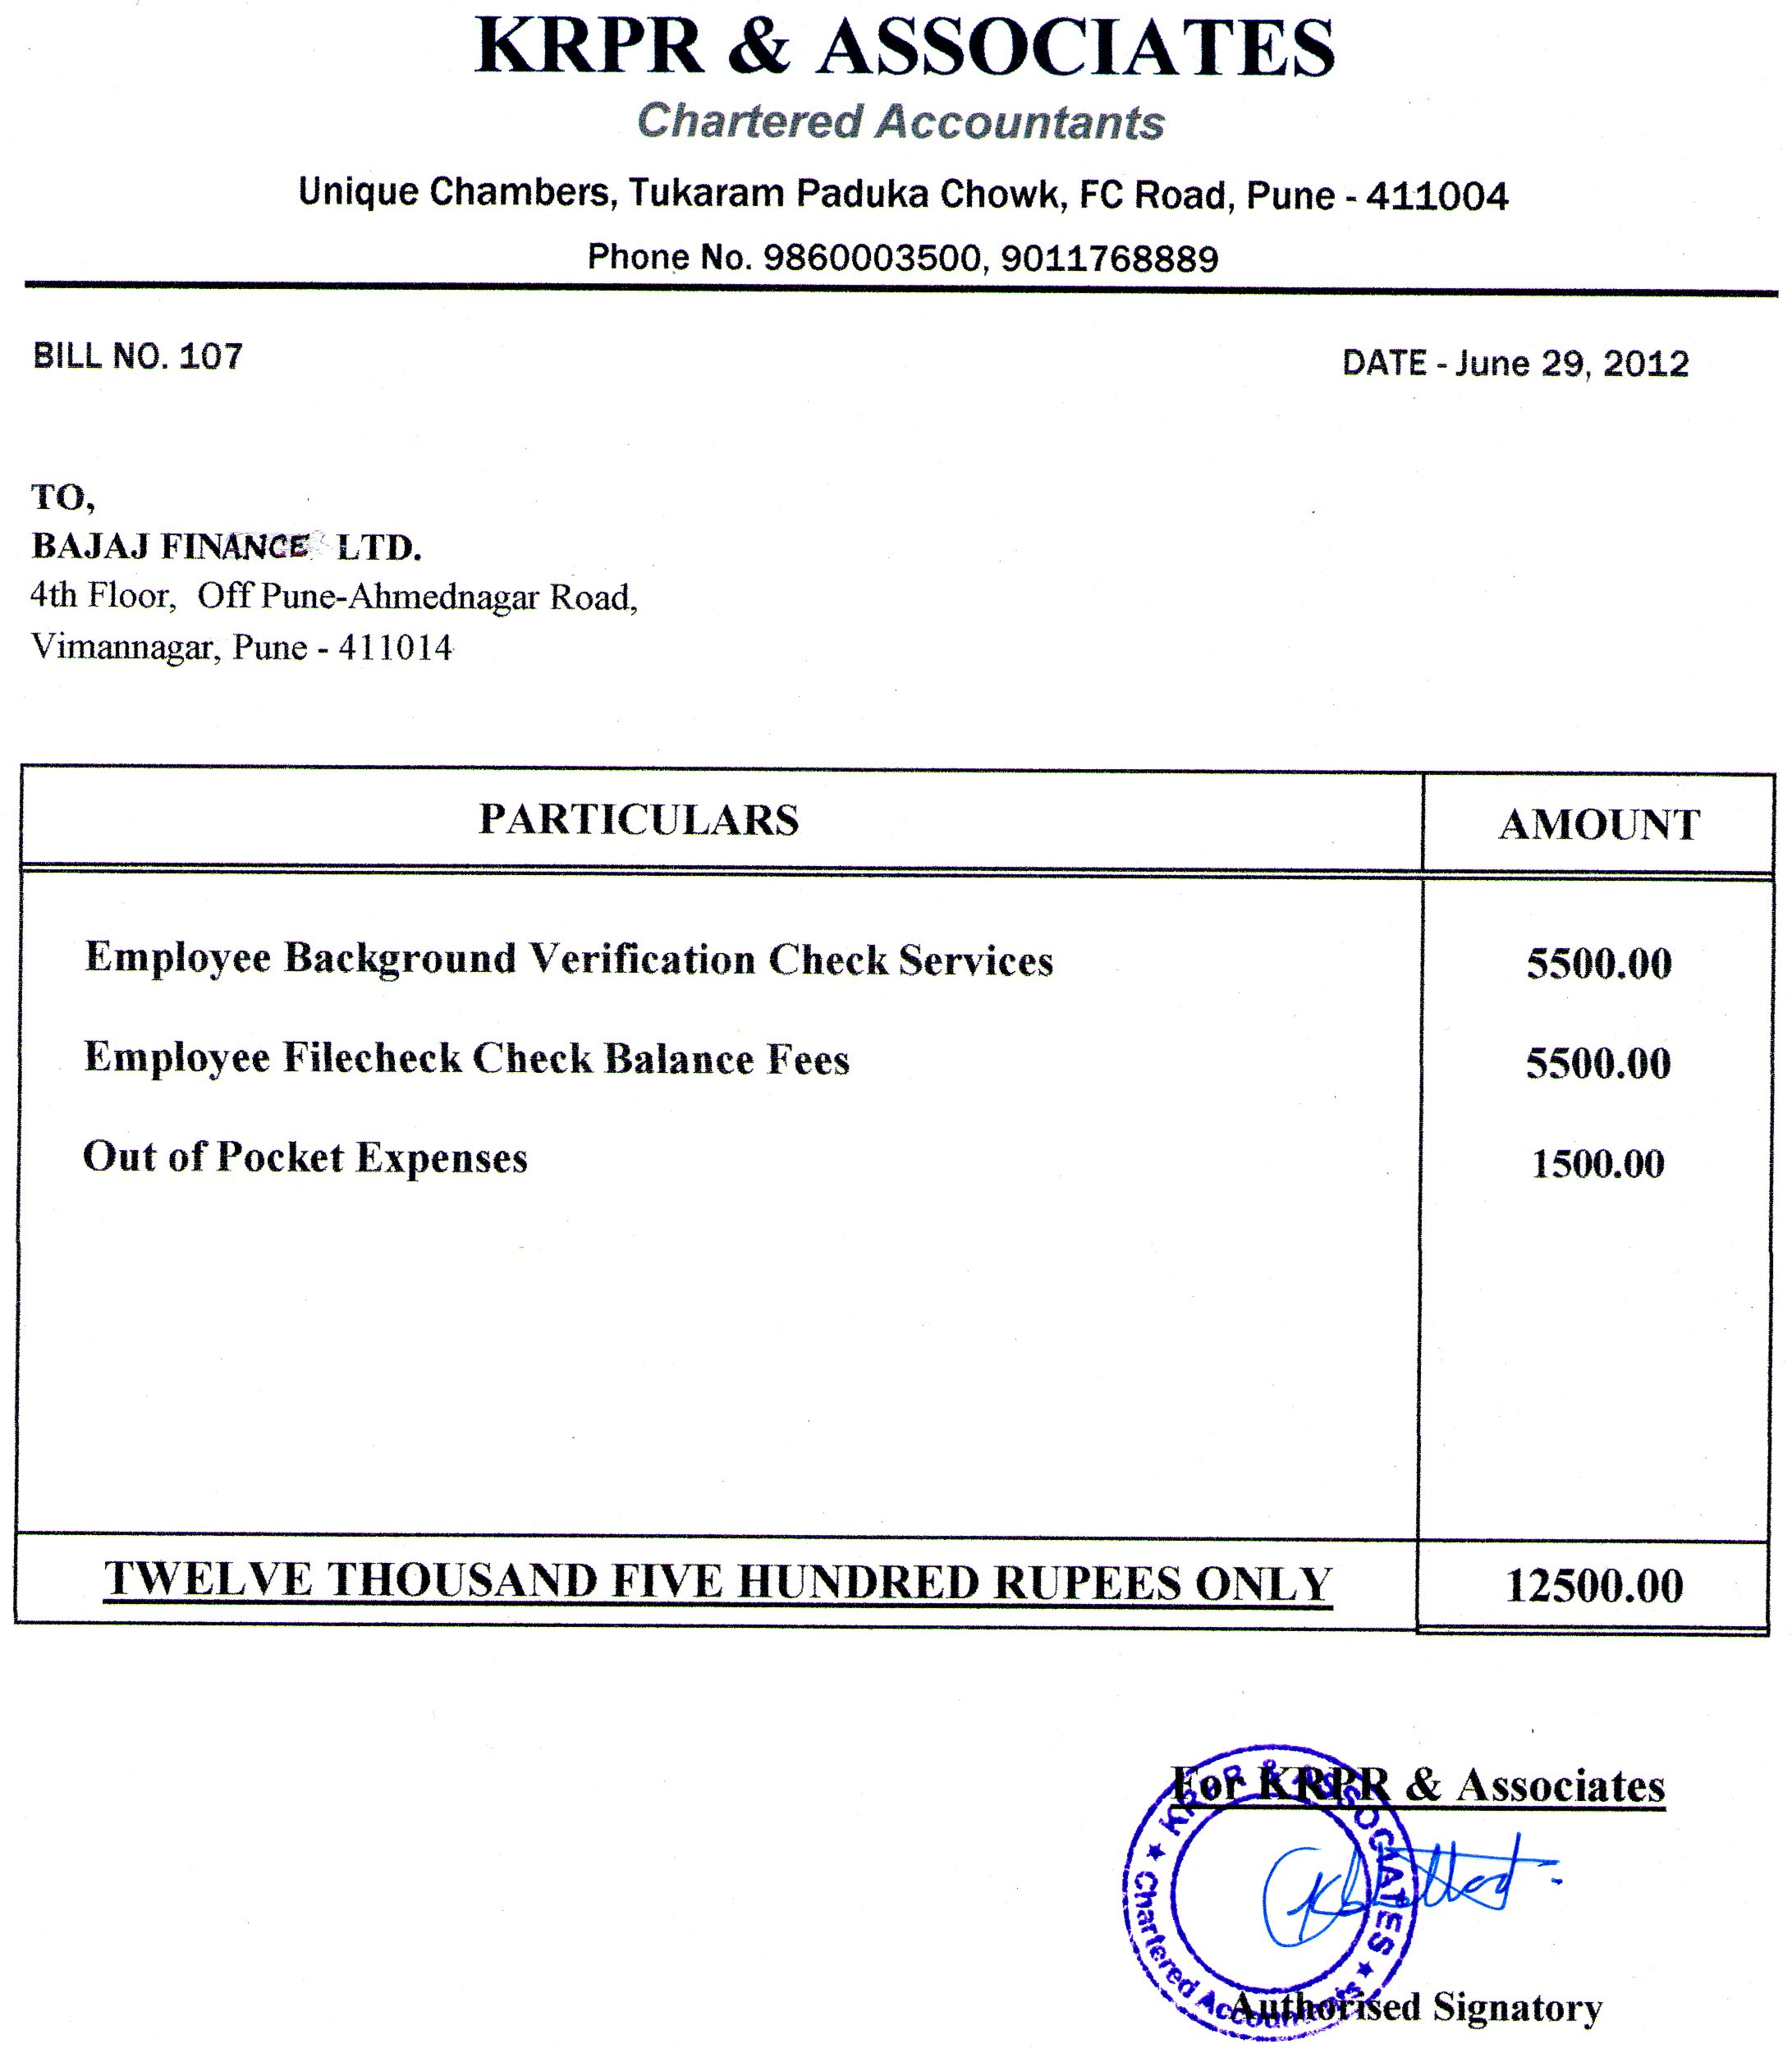 KRPR & ASSOCIATES
Chartered Accountants
Unique Chambers, Tukaram Paduka Chowk, FC Road, Pune - 411004
Phone No. 9860003500, 9011768889
BILL NO. 107
DATE - June 29, 2012
TO,
BAJAJ FINANCE LTD.
4th Floor, Off Pune-Ahmednagar Road,
Vimannagar, Pune - 411014
PARTICULARS AMOUNT
Employee Background Verification Check Services 5500.00
Employee Filecheck Check Balance Fees 5500.00
Out of Pocket Expenses 1500.00
TWELVE THOUSAND FIVE HUNDRED RUPEES ONLY 12500.00
For KRPR & Associates
KRPR & ASSOCIATES
Chartered Accountants
Authorised Signatory